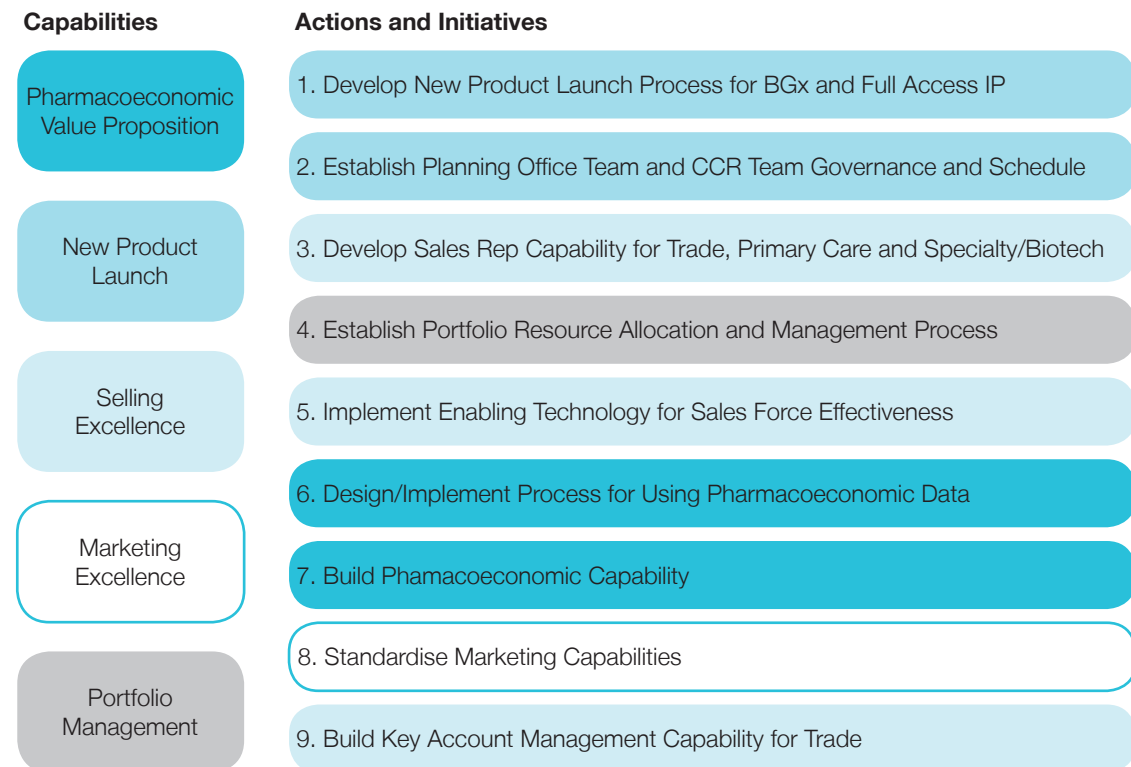 Capabilities
Pharmacoeconomic
Value Proposition
New Product
Launch
Selling
Excellence
Marketing
Excellence
Portfolio
Management
Actions and Initiatives
1. Develop New Product Launch Process for BGx and Full Access IP
2. Establish Planning Office Team and CCR Team Governance and Schedule
3. Develop Sales Rep Capability for Trade, Primary Care and Specialty/Biotech
4. Establish Portfolio Resource Allocation and Management Process
5. Implement Enabling Technology for Sales Force Effectiveness
6. Design/Implement Process for Using Pharmacoeconomic Data
7. Build Phamacoeconomic Capability
8. Standardise Marketing Capabilities
9. Build Key Account Management Capability for Trade